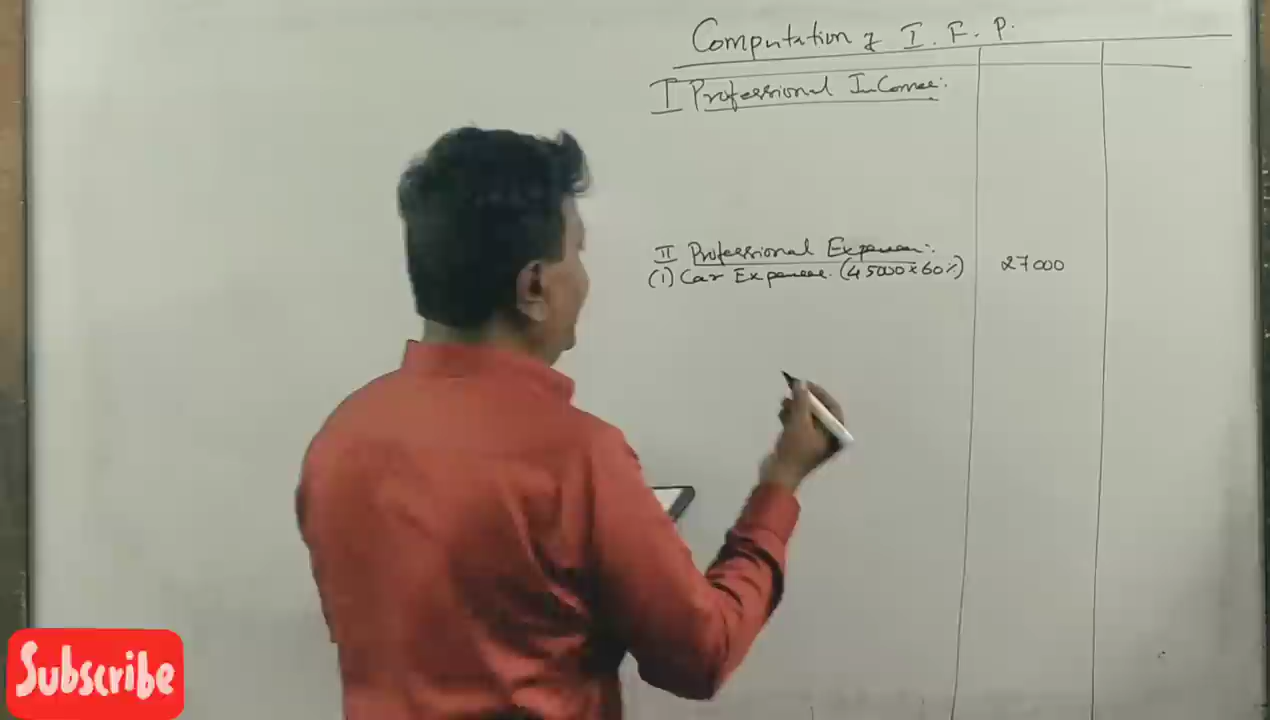 Computation of I. F. P.
I Professional Income:
II Professional Expenses:
(1) Car Expenses. (45000×60%) 27000
Subscribe